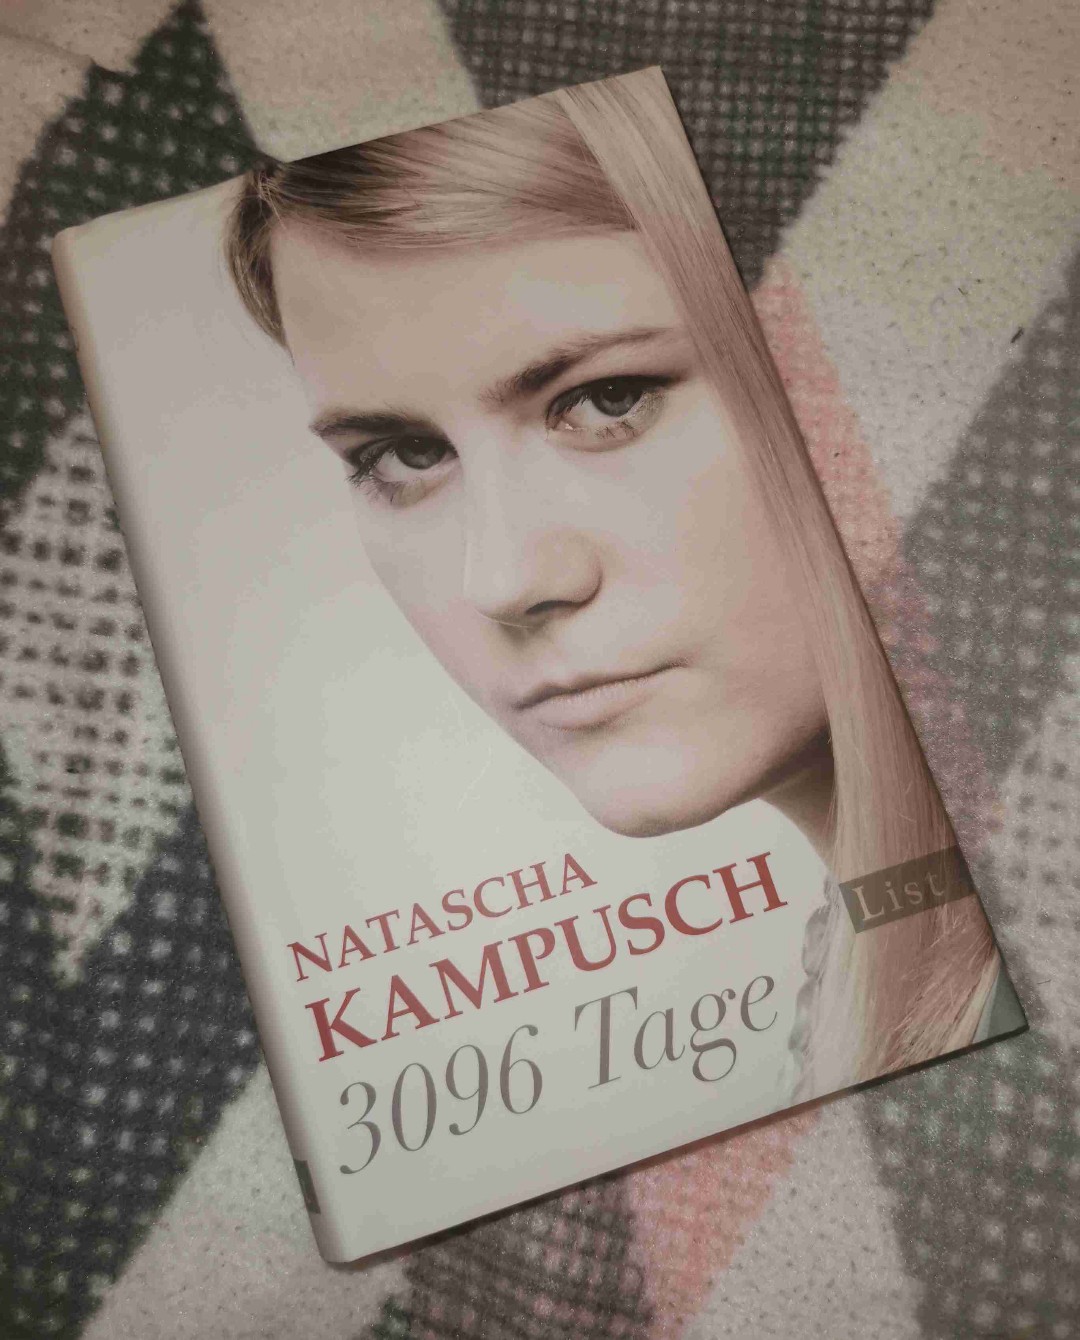 NATASCHA
KAMPUSCH
3096 Tage
List